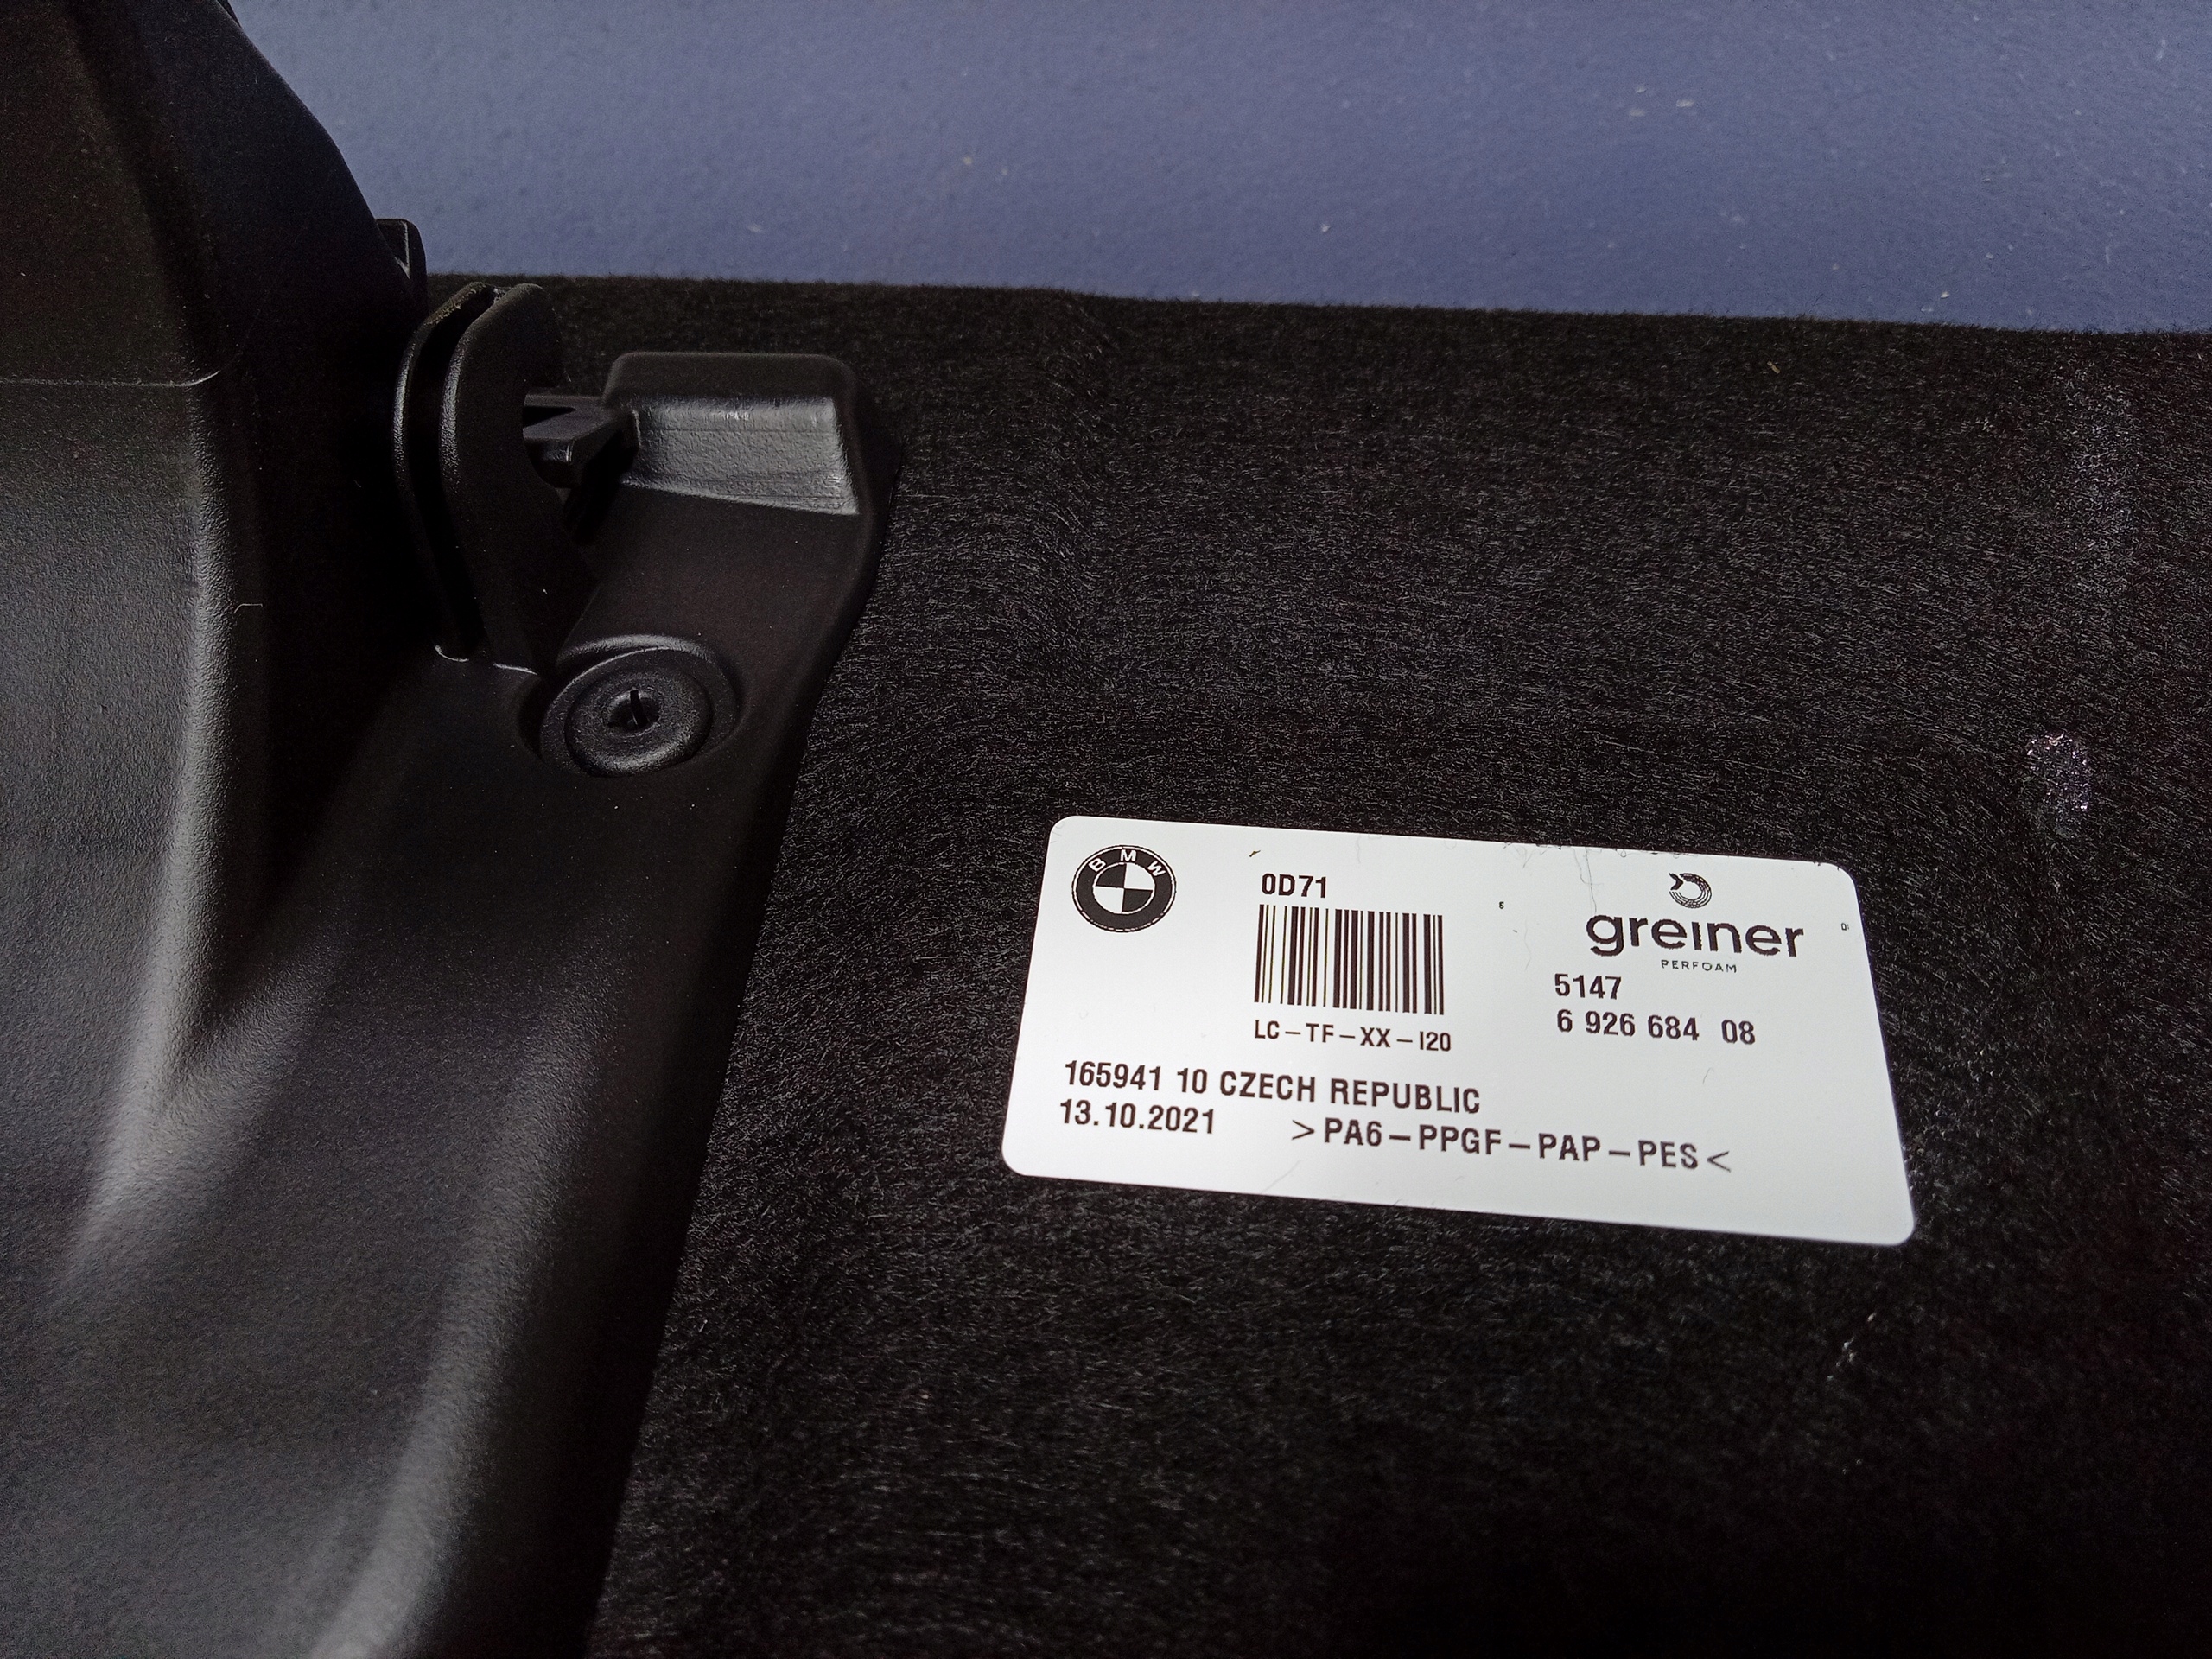 BMW
0D71
LC-TF-XX-I20
greiner
PERFOAM
5147
6 926 684 08
165941 10 CZECH REPUBLIC
13.10.2021 >PA6-PPGF-PAP-PES<